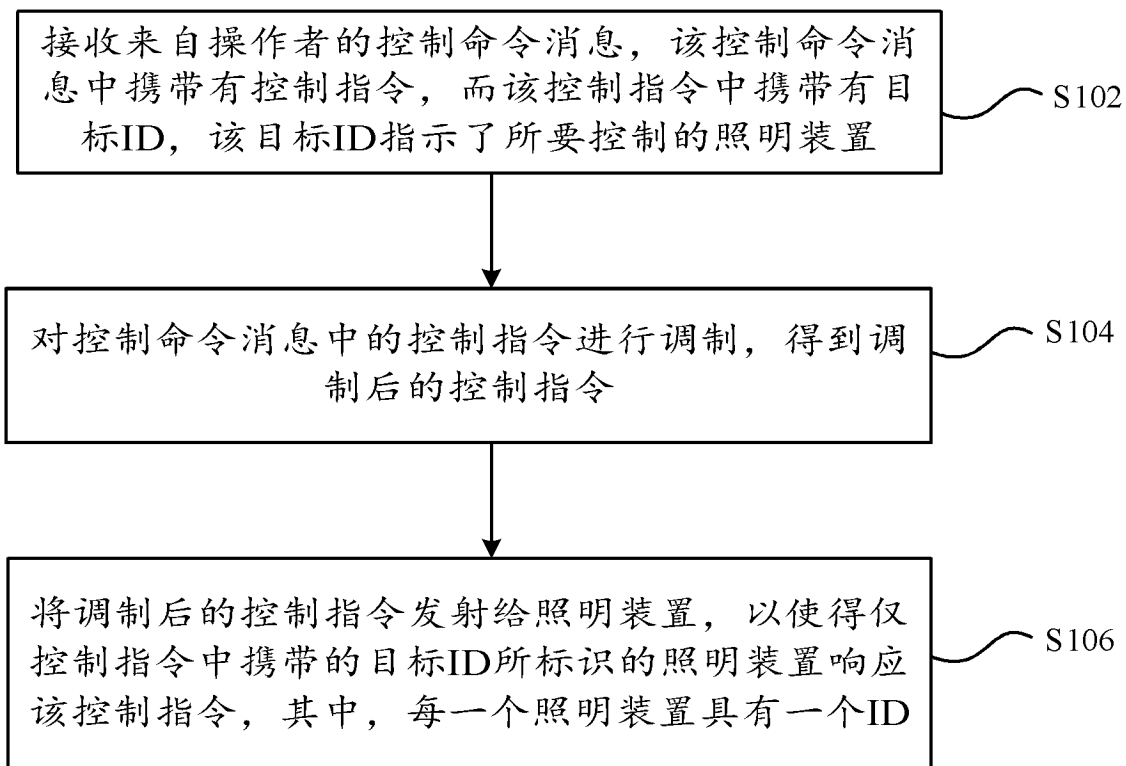 接收来自操作者的控制命令消息，该控制命令消
息中携带有控制指令，而该控制指令中携带有目
标ID，该目标ID指示了所要控制的照明装置
S102
对控制命令消息中的控制指令进行调制，得到调
制后的控制指令
S104
将调制后的控制指令发射给照明装置，以使得仅
控制指令中携带的目标ID所标识的照明装置响应
该控制指令，其中，每一个照明装置具有一个ID
S106